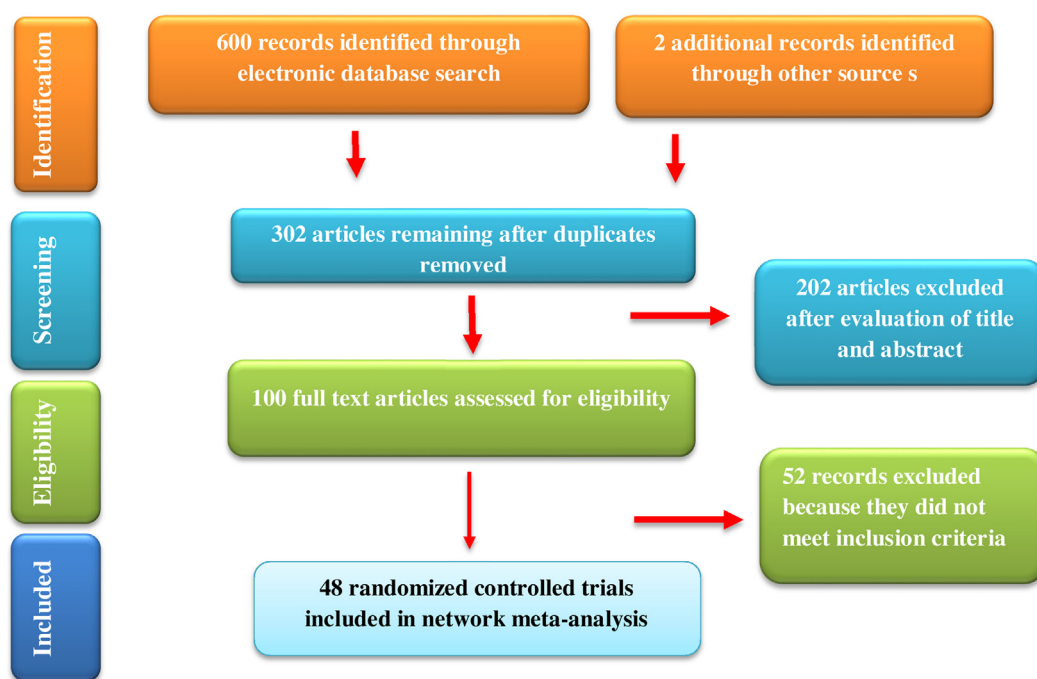 Identification
600 records identified through
electronic database search
2 additional records identified
through other source s
Screening
302 articles remaining after duplicates
removed
202 articles excluded
after evaluation of title
and abstract
Eligibility
100 full text articles assessed for eligibility
52 records excluded
because they did not
meet inclusion criteria
Included
48 randomized controlled trials
included in network meta-analysis